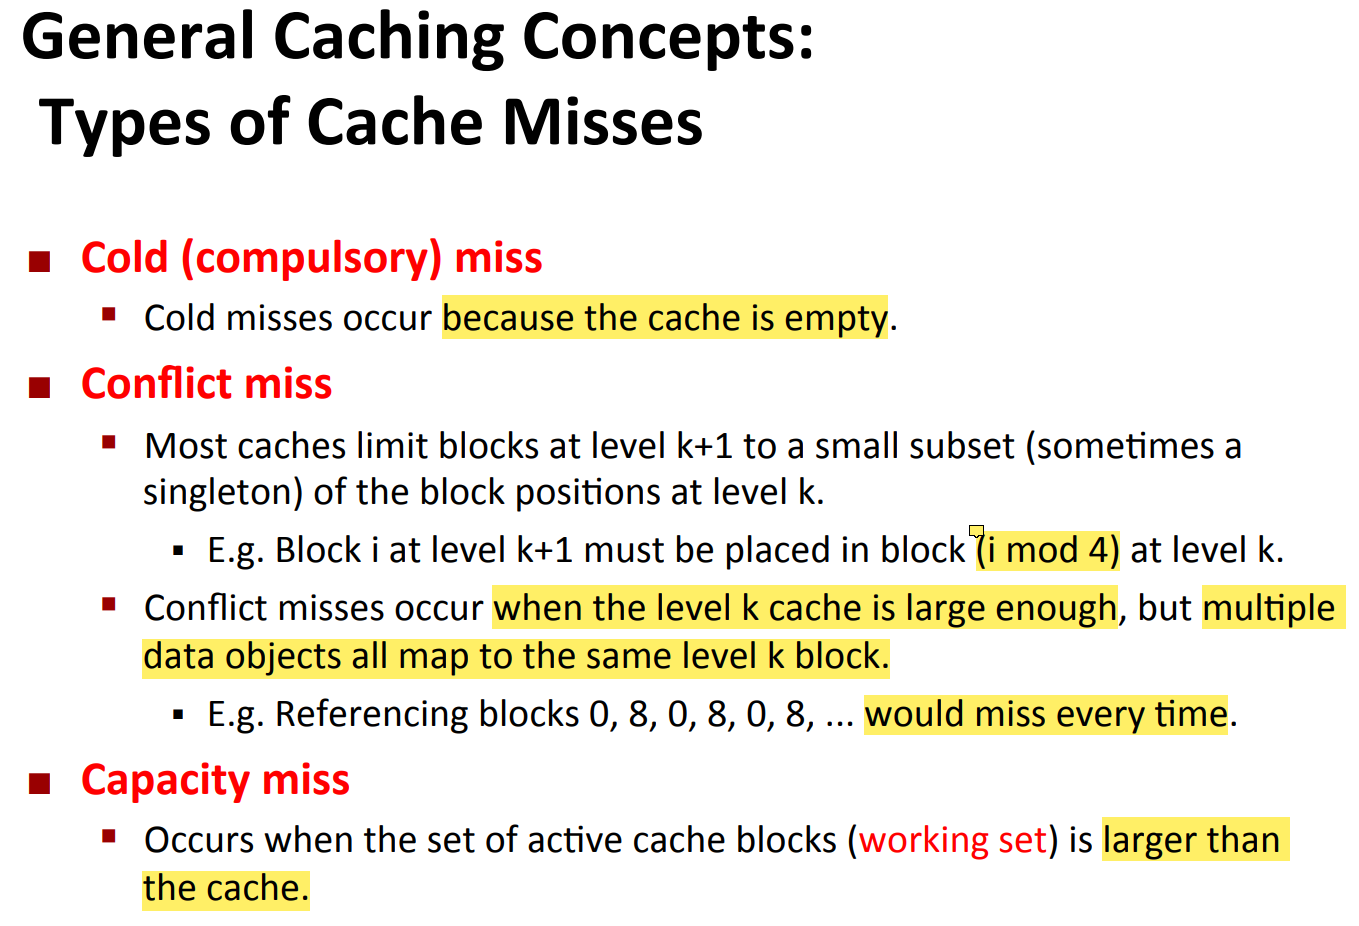 General Caching Concepts:
Types of Cache Misses
Cold (compulsory) miss
Cold misses occur because the cache is empty.
Conflict miss
Most caches limit blocks at level k+1 to a small subset (sometimes a
singleton) of the block positions at level k.
E.g. Block i at level k+1 must be placed in block (i mod 4) at level k.
Conflict misses occur when the level k cache is large enough, but multiple
data objects all map to the same level k block.
E.g. Referencing blocks 0, 8, 0, 8, 0, 8, ... would miss every time.
Capacity miss
Occurs when the set of active cache blocks (working set) is larger than
the cache.